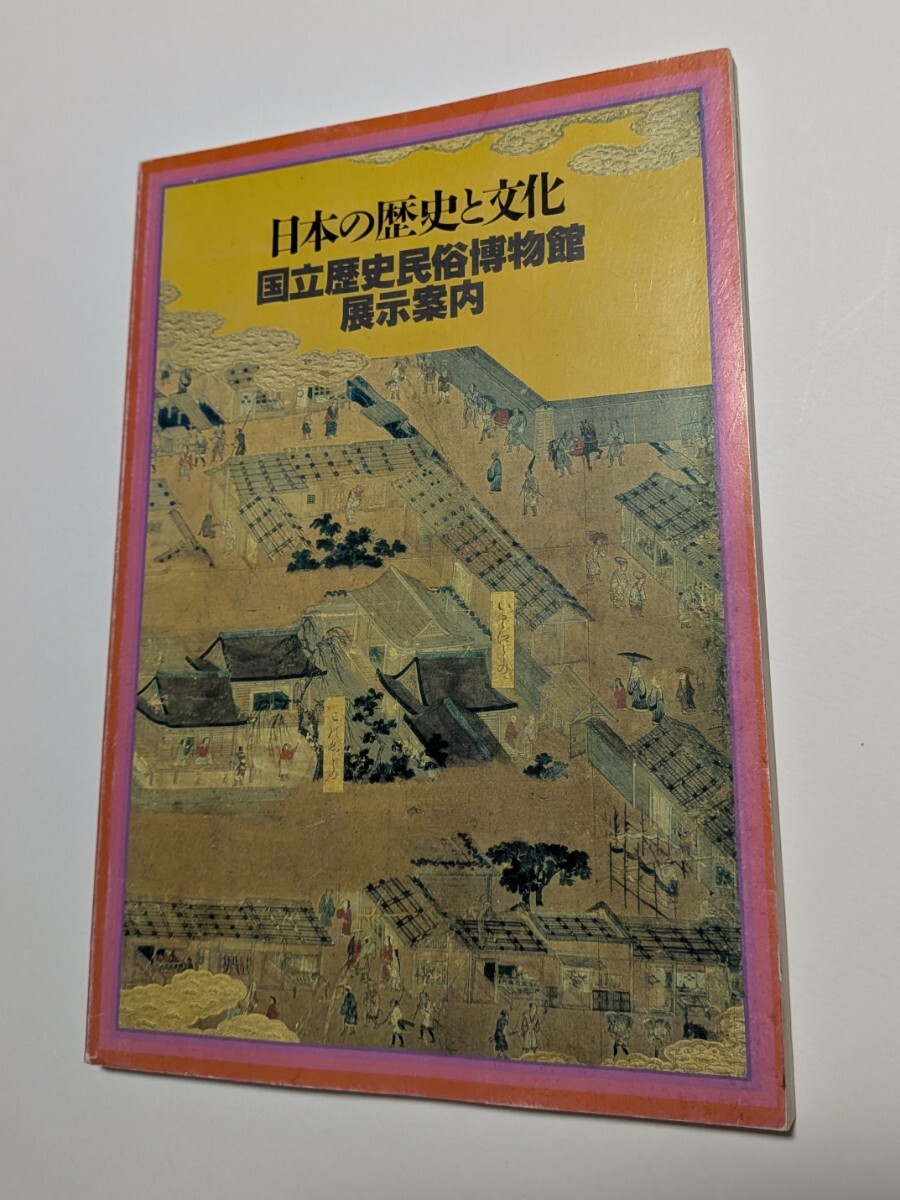 日本の歴史と文化
国立歴史民俗博物館
展示案内